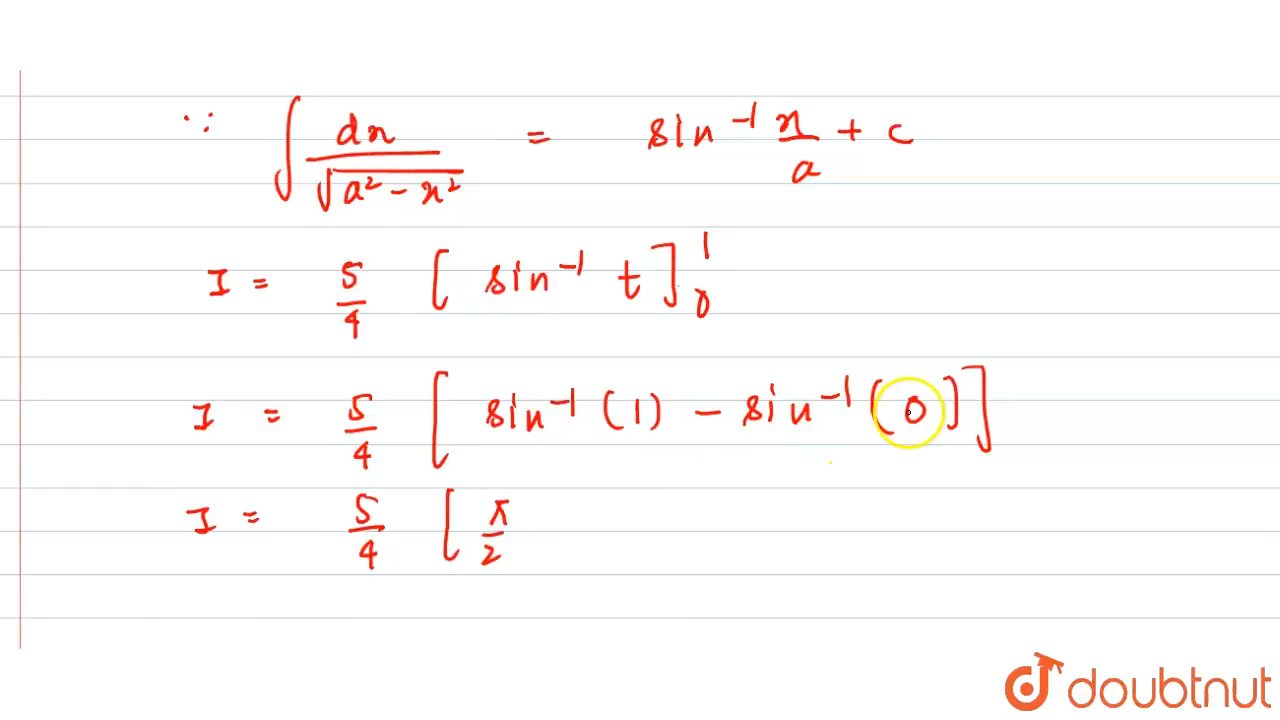 ∵ ∫ dx / √(a² - x²) = sin⁻¹ x/a + c
I = 5/4 [ sin⁻¹ t ]₀¹
I = 5/4 [ sin⁻¹ (1) - sin⁻¹ (0) ]
I = 5/4 [ π/2
doubtnut